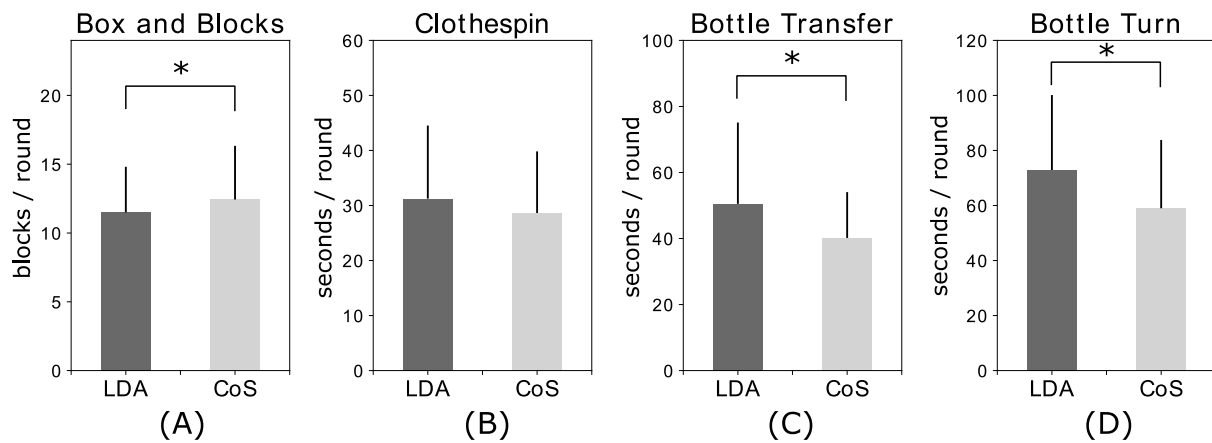 Box and Blocks
blocks / round
20
15
10
5
0
*
LDA
CoS
(A)
Clothespin
seconds / round
60
50
40
30
20
10
0
LDA
CoS
(B)
Bottle Transfer
seconds / round
100
80
60
40
20
0
*
LDA
CoS
(C)
Bottle Turn
seconds / round
120
100
80
60
40
20
0
*
LDA
CoS
(D)